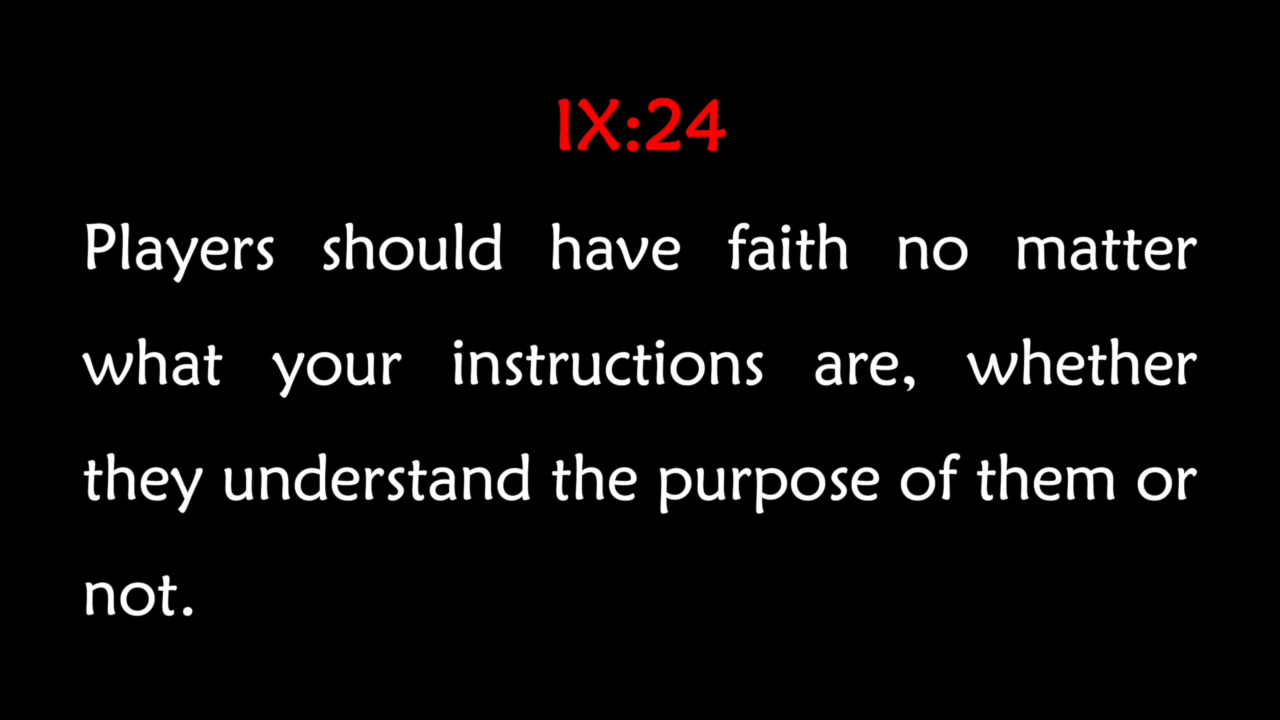 IX:24
Players should have faith no matter
what your instructions are, whether
they understand the purpose of them or
not.